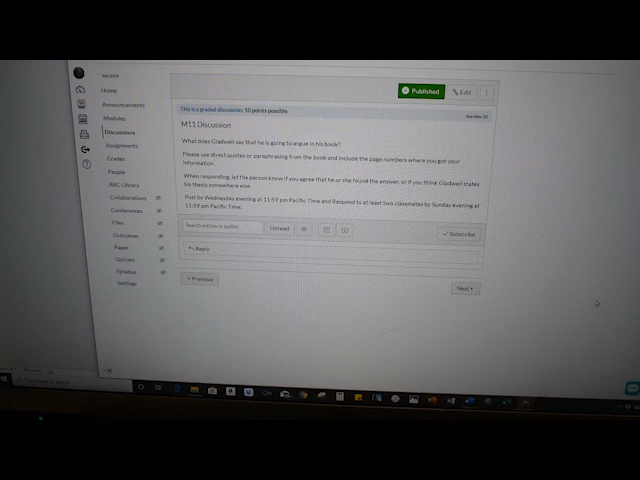 Published
Edit
This is a graded discussion: 10 points possible
due Nov 10
M11 Discussion
What does Gladwell say that he is going to argue in his book?
Please use direct quotes or paraphrasing from the book and include the page numbers where you got your
information
When responding, let the person know if you agree that he or she found the answer, or if you think Gladwell states
his thesis somewhere else.
Post by Wednesday evening at 11:59 pm Pacific Time and Respond to at least two classmates by Sunday evening at
11:59 pm Pacific Time.
Search entries or author
Unread
Subscribe
Reply
Previous
Next
Home
Announcements
Modules
Discussions
Assignments
Grades
People
ARC Library
Collaborations
Conferences
Files
Outcomes
Pages
Quizzes
Syllabus
Settings